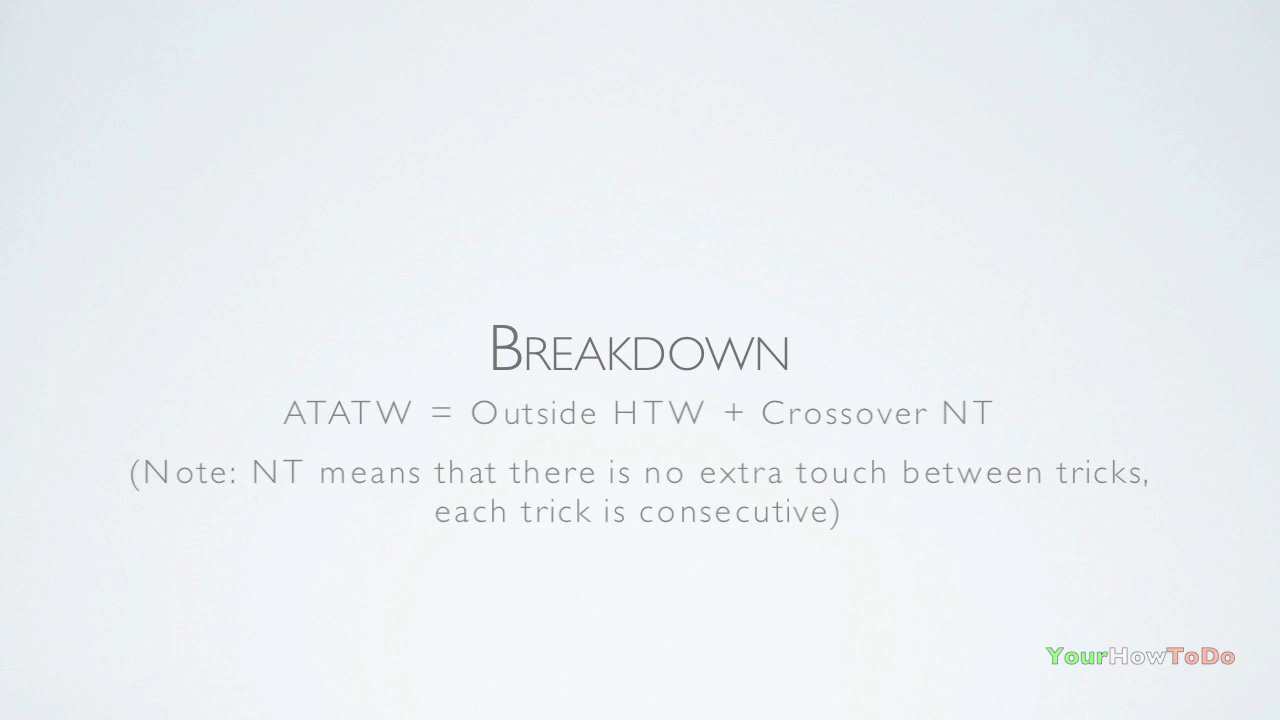 BREAKDOWN
ATATW = Outside HTW + Crossover NT
(Note: NT means that there is no extra touch between tricks,
each trick is consecutive)
YourHowToDo